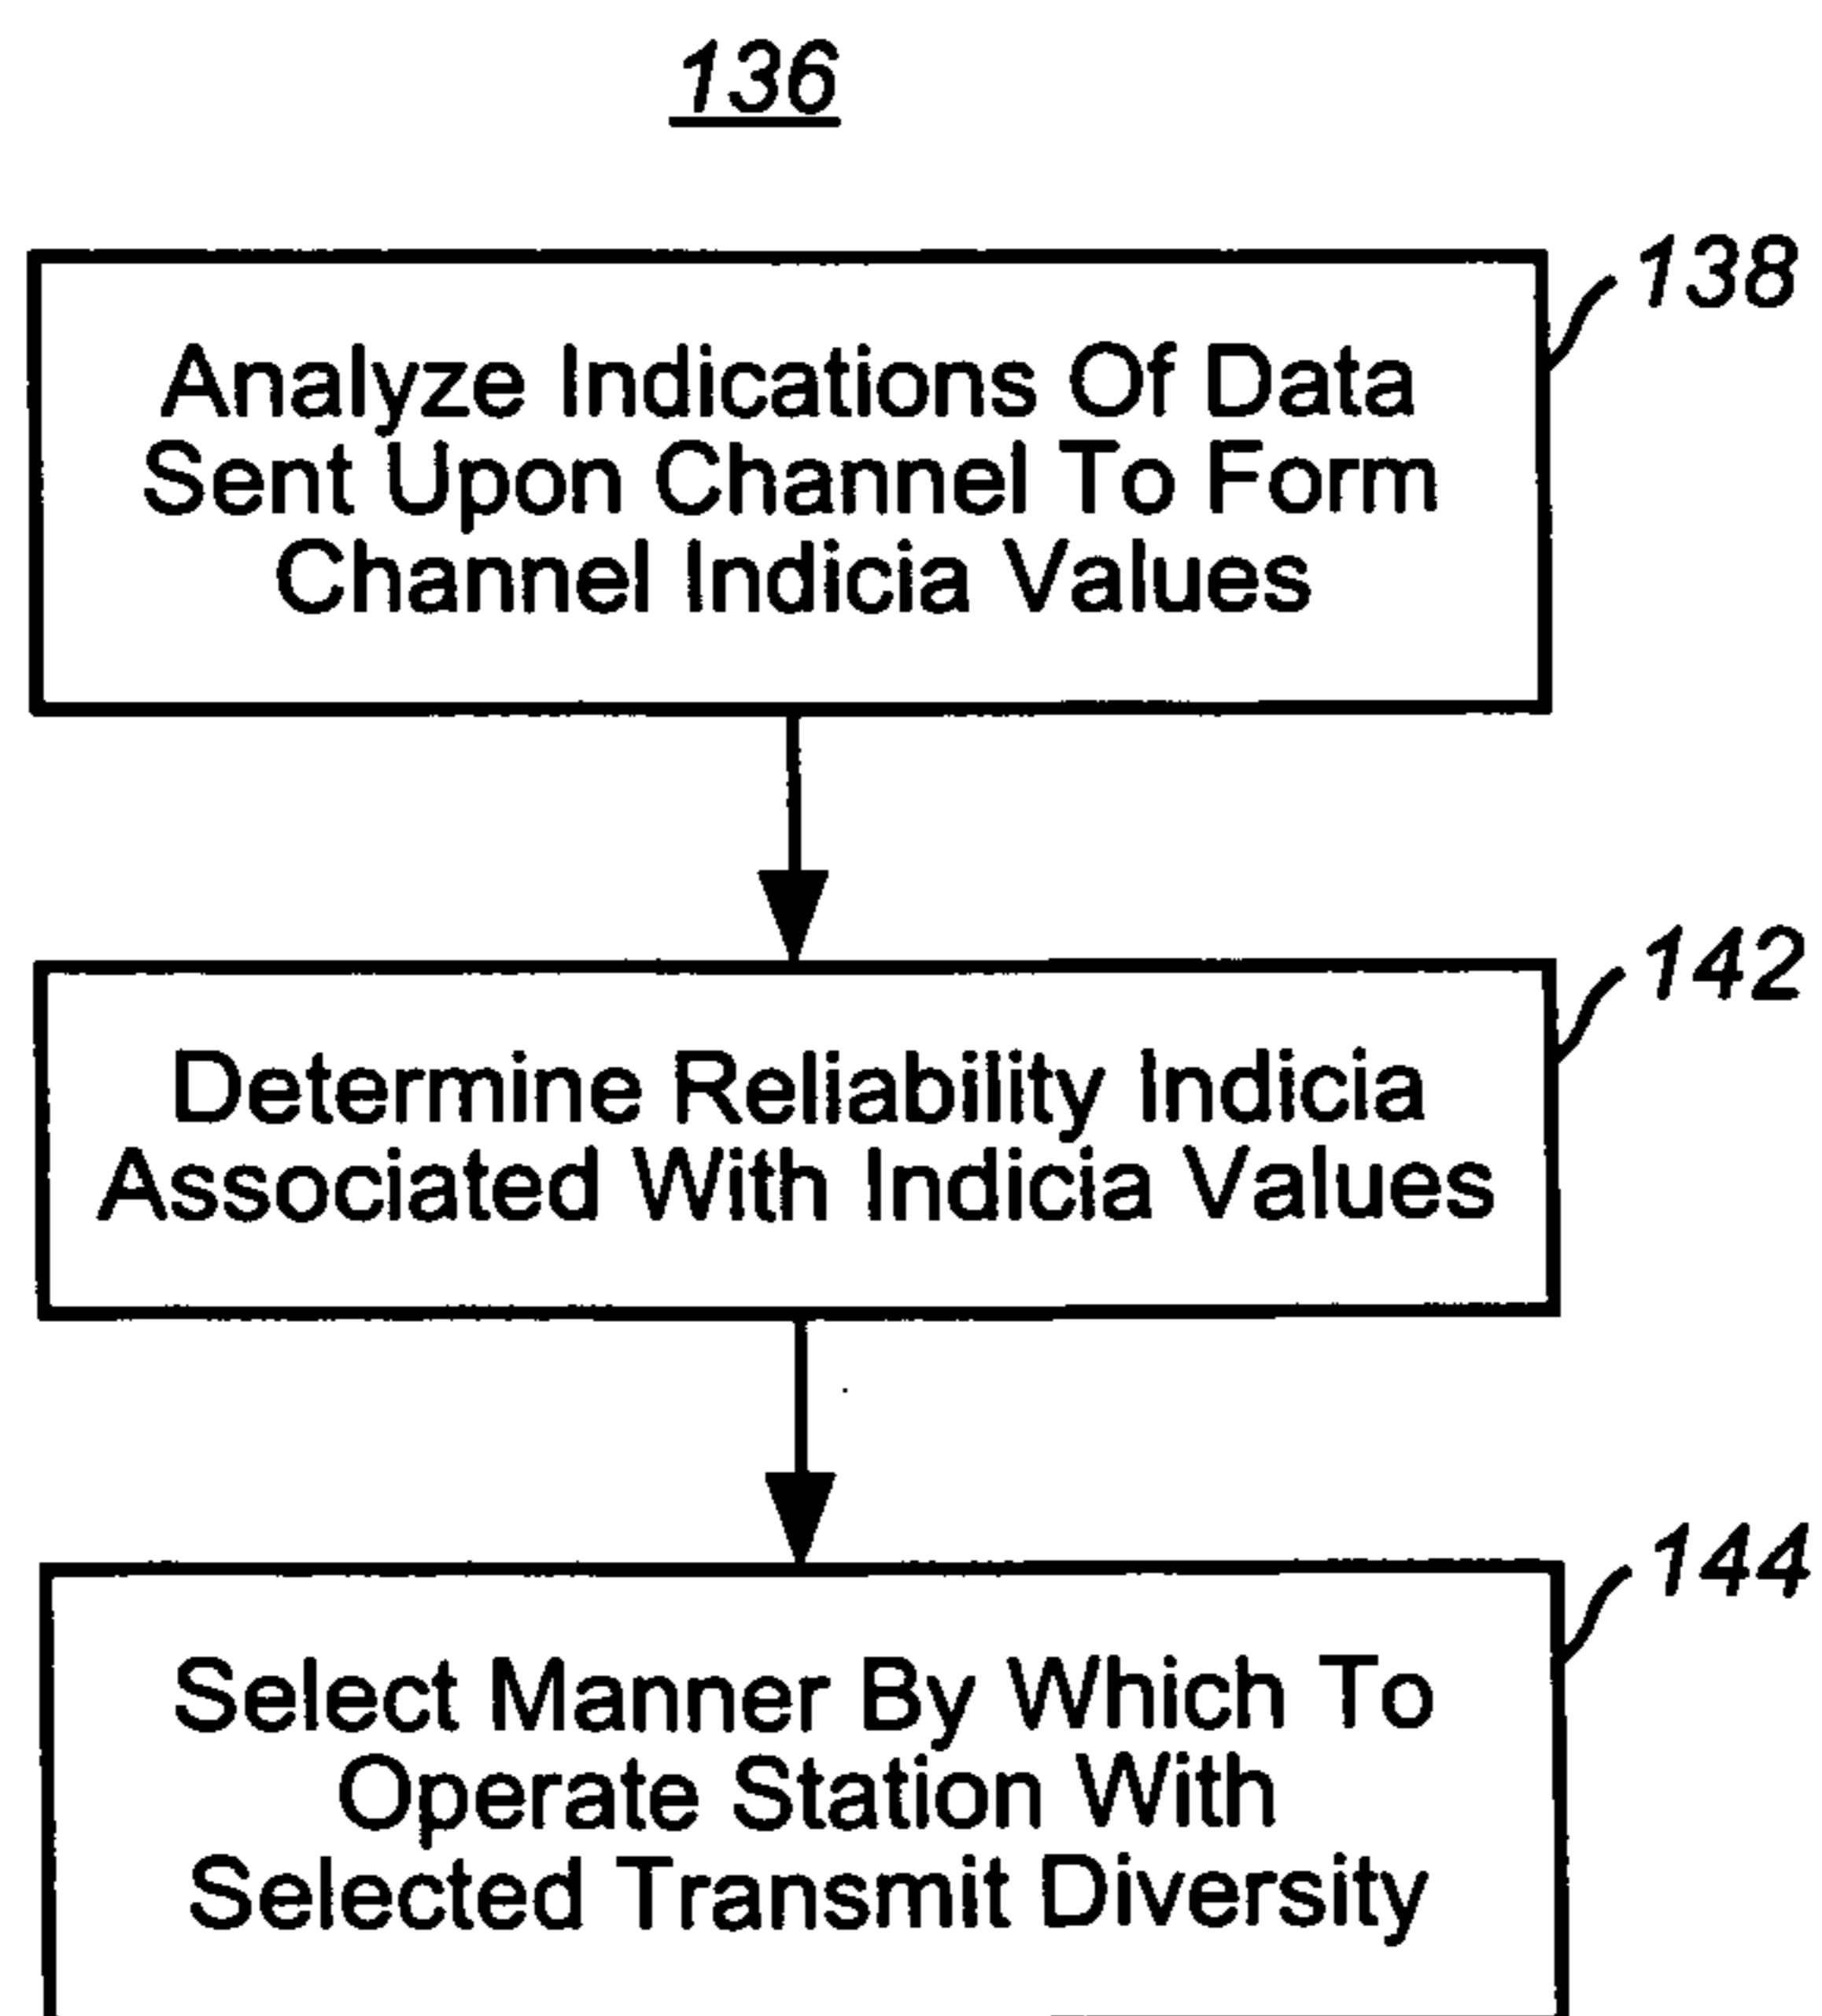 136
138
Analyze Indications Of Data
Sent Upon Channel To Form
Channel Indicia Values
142
Determine Reliability Indicia
Associated With Indicia Values
144
Select Manner By Which To
Operate Station With
Selected Transmit Diversity